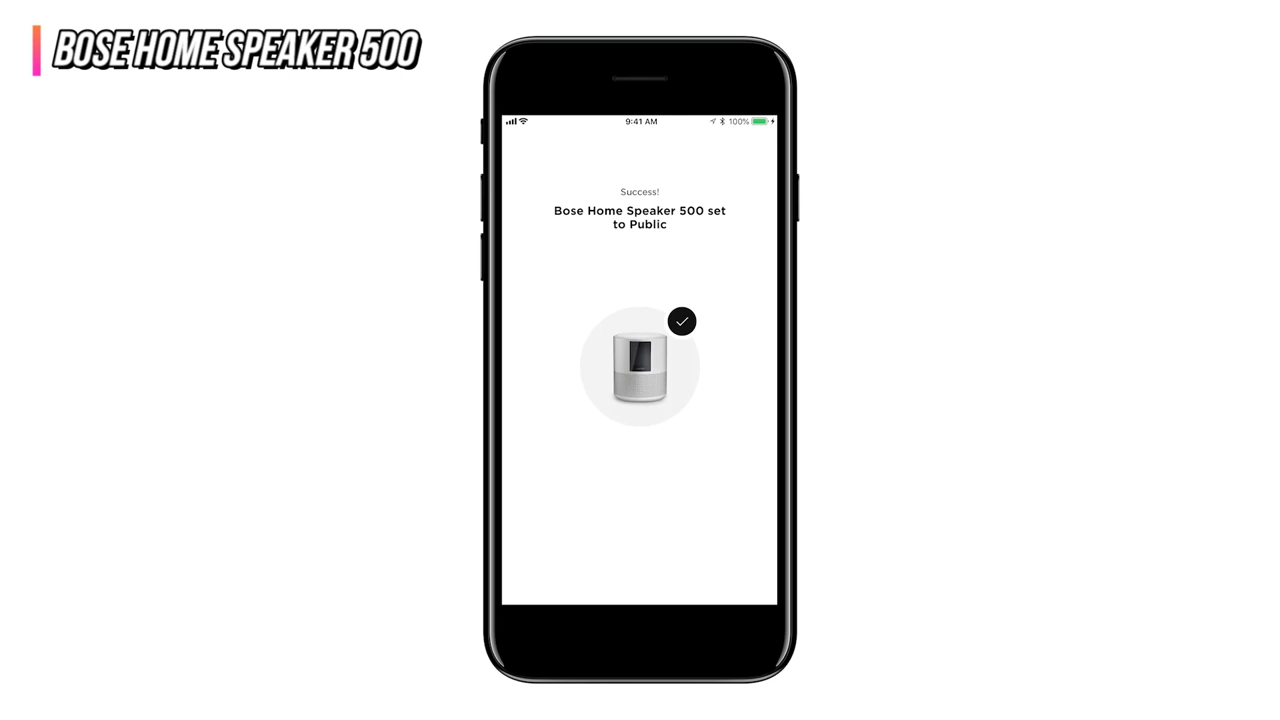 BOSE HOME SPEAKER 500
9:41 AM
100%
Success!
Bose Home Speaker 500 set
to Public